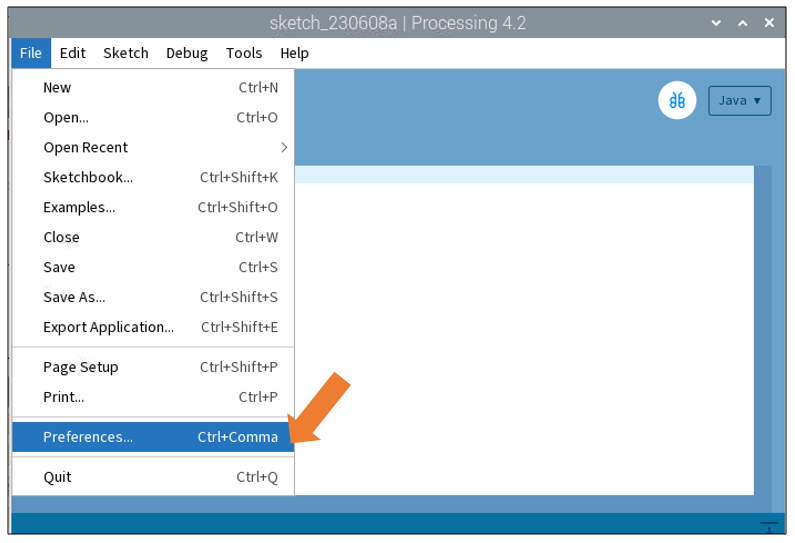 sketch_230608a | Processing 4.2
File Edit Sketch Debug Tools Help
New Ctrl+N
Open... Ctrl+O
Open Recent
Sketchbook... Ctrl+Shift+K
Examples... Ctrl+Shift+O
Close Ctrl+W
Save Ctrl+S
Save As... Ctrl+Shift+S
Export Application... Ctrl+Shift+E
Page Setup Ctrl+Shift+P
Print... Ctrl+P
Preferences... Ctrl+Comma
Quit Ctrl+Q
Java